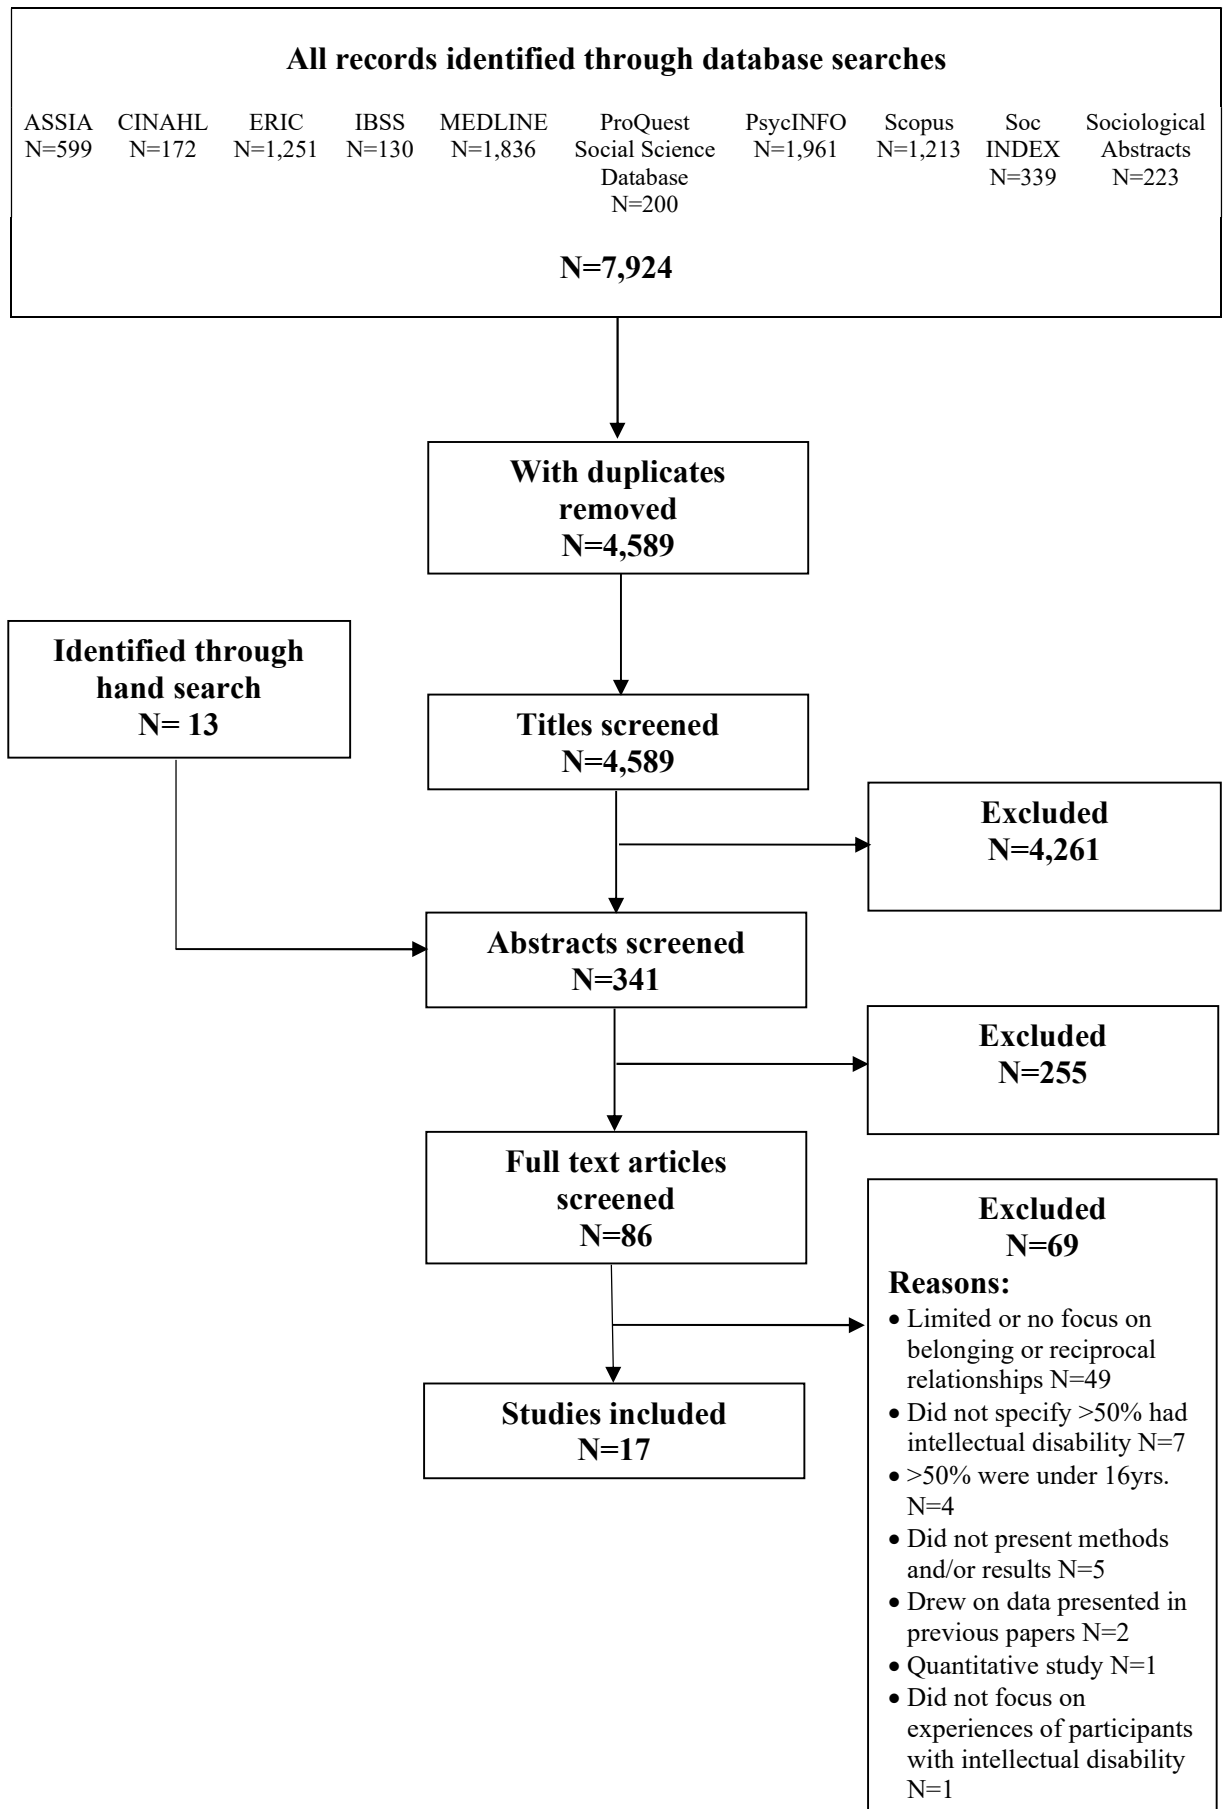 All records identified through database searches
ASSIA
N=599
CINAHL
N=172
ERIC
N=1,251
IBSS
N=130
MEDLINE
N=1,836
ProQuest
Social Science
Database
N=200
PsycINFO
N=1,961
Scopus
N=1,213
Soc
INDEX
N=339
Sociological
Abstracts
N=223
N=7,924
With duplicates
removed
N=4,589
Identified through
hand search
N= 13
Titles screened
N=4,589
Excluded
N=4,261
Abstracts screened
N=341
Excluded
N=255
Full text articles
screened
N=86
Excluded
N=69
Reasons:
• Limited or no focus on
belonging or reciprocal
relationships N=49
• Did not specify >50% had
intellectual disability N=7
• >50% were under 16yrs.
N=4
• Did not present methods
and/or results N=5
• Drew on data presented in
previous papers N=2
• Quantitative study N=1
• Did not focus on
experiences of participants
with intellectual disability
N=1
Studies included
N=17